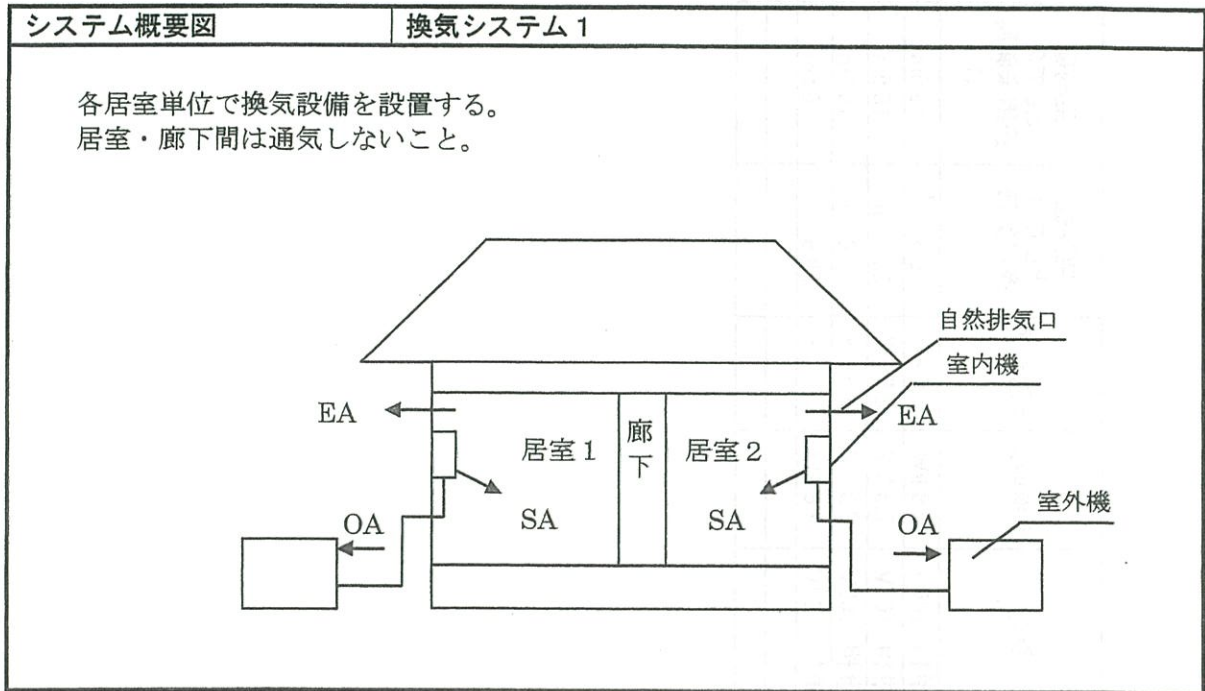 システム概要図
換気システム１
各居室単位で換気設備を設置する。
居室・廊下間は通気しないこと。
自然排気口
室内機
EA
EA
居室１
廊下
居室２
SA
SA
OA
OA
室外機